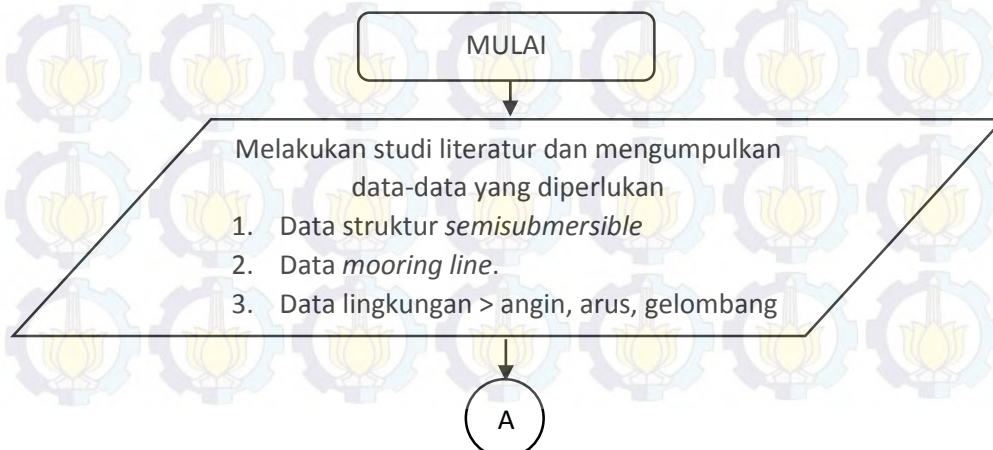 MULAI
Melakukan studi literatur dan mengumpulkan
data-data yang diperlukan
1. Data struktur semisubmersible
2. Data mooring line.
3. Data lingkungan > angin, arus, gelombang
A